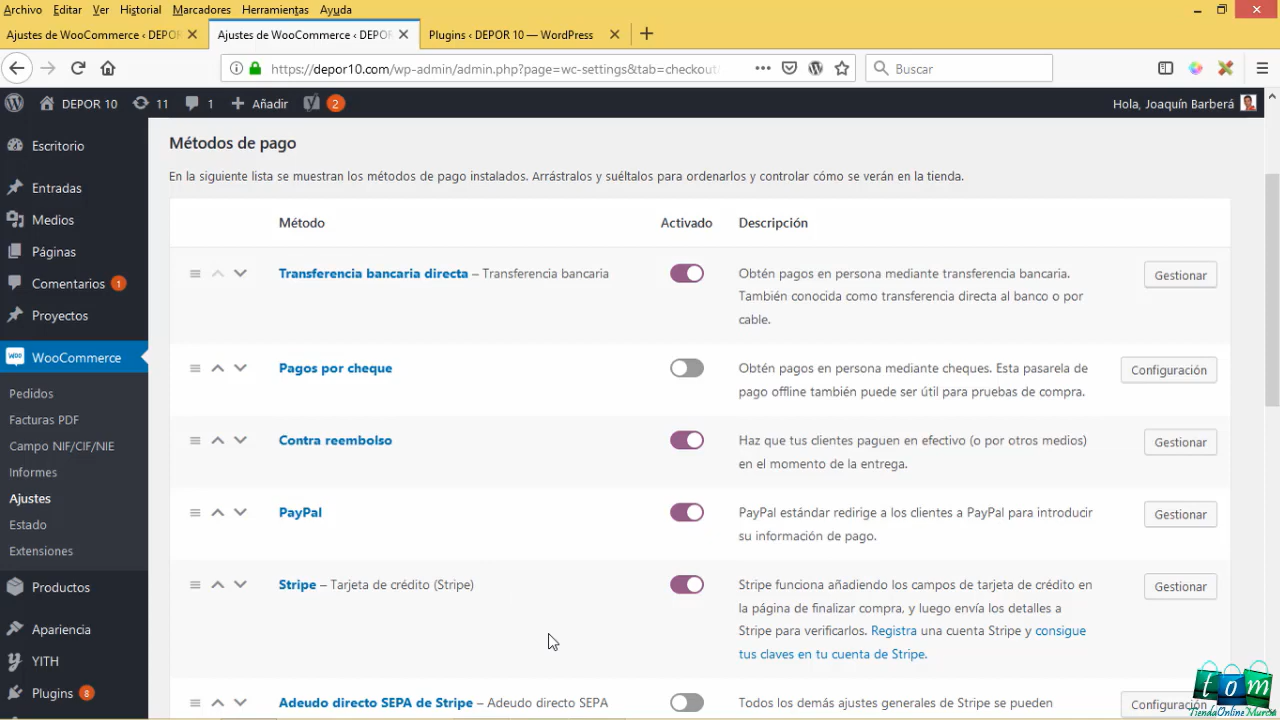 Archivo Editar Ver Historial Marcadores Herramientas Ayuda
Ajustes de WooCommerce ‹ DEPOR Ajustes de WooCommerce ‹ DEPOR Plugins ‹ DEPOR 10 — WordPress
https://depor10.com/wp-admin/admin.php?page=wc-settings&tab=checkout Buscar
DEPOR 10 11 1 Añadir 2 Hola, Joaquín Barberá
Escritorio
Entradas
Medios
Páginas
Comentarios 1
Proyectos
WooCommerce
Pedidos
Facturas PDF
Campo NIF/CIF/NIE
Informes
Ajustes
Estado
Extensiones
Productos
Apariencia
YITH
Plugins 8
Métodos de pago
En la siguiente lista se muestran los métodos de pago instalados. Arrástralos y suéltalos para ordenarlos y controlar cómo se verán en la tienda.
Método Activado Descripción
Transferencia bancaria directa – Transferencia bancaria
Obtén pagos en persona mediante transferencia bancaria.
También conocida como transferencia directa al banco o por
cable.
Gestionar
Pagos por cheque
Obtén pagos en persona mediante cheques. Esta pasarela de
pago offline también puede ser útil para pruebas de compra.
Configuración
Contra reembolso
Haz que tus clientes paguen en efectivo (o por otros medios)
en el momento de la entrega.
Gestionar
PayPal
PayPal estándar redirige a los clientes a PayPal para introducir
su información de pago.
Gestionar
Stripe – Tarjeta de crédito (Stripe)
Stripe funciona añadiendo los campos de tarjeta de crédito en
la página de finalizar compra, y luego envía los detalles a
Stripe para verificarlos. Registra una cuenta Stripe y consigue
tus claves en tu cuenta de Stripe.
Gestionar
Adeudo directo SEPA de Stripe – Adeudo directo SEPA
Todos los demás ajustes generales de Stripe se pueden
Configuración
tom
TiendaOnlineMurcia